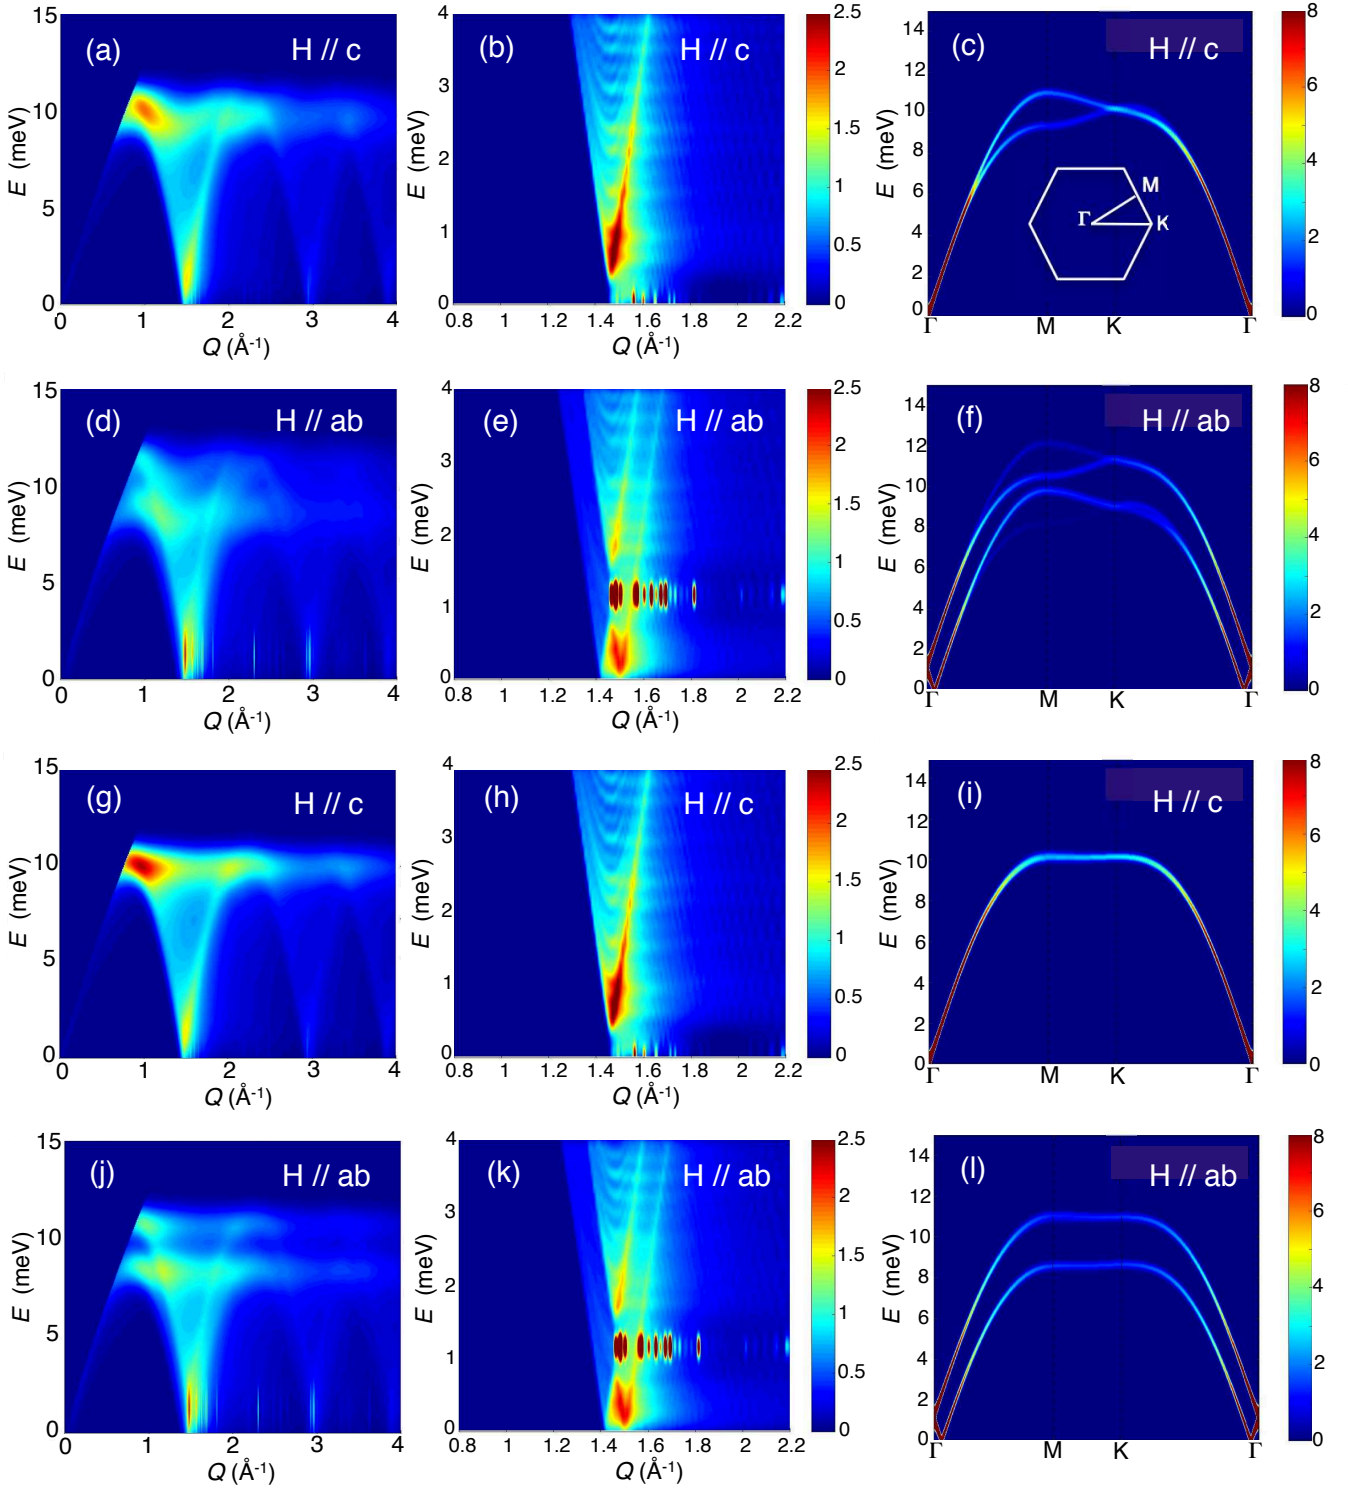 (a) H // c
15
10
5
0
E (meV)
0 1 2 3 4
Q (Å-1)
(b) H // c
4
3
2
1
0
E (meV)
0.8 1 1.2 1.4 1.6 1.8 2 2.2
Q (Å-1)
2.5
2
1.5
1
0.5
0
(c) H // c
14
12
10
8
6
4
2
0
E (meV)
Γ M K Γ
M
Γ K
8
6
4
2
0
(d) H // ab
15
10
5
0
E (meV)
0 1 2 3 4
Q (Å-1)
(e) H // ab
4
3
2
1
0
E (meV)
0.8 1 1.2 1.4 1.6 1.8 2 2.2
Q (Å-1)
2.5
2
1.5
1
0.5
0
(f) H // ab
14
12
10
8
6
4
2
0
E (meV)
Γ M K Γ
8
6
4
2
0
(g) H // c
15
10
5
0
E (meV)
0 1 2 3 4
Q (Å-1)
(h) H // c
4
3
2
1
0
E (meV)
0.8 1 1.2 1.4 1.6 1.8 2 2.2
Q (Å-1)
2.5
2
1.5
1
0.5
0
(i) H // c
14
12
10
8
6
4
2
0
E (meV)
Γ M K Γ
8
6
4
2
0
(j) H // ab
15
10
5
0
E (meV)
0 1 2 3 4
Q (Å-1)
(k) H // ab
4
3
2
1
0
E (meV)
0.8 1 1.2 1.4 1.6 1.8 2 2.2
Q (Å-1)
2.5
2
1.5
1
0.5
0
(l) H // ab
14
12
10
8
6
4
2
0
E (meV)
Γ M K Γ
8
6
4
2
0